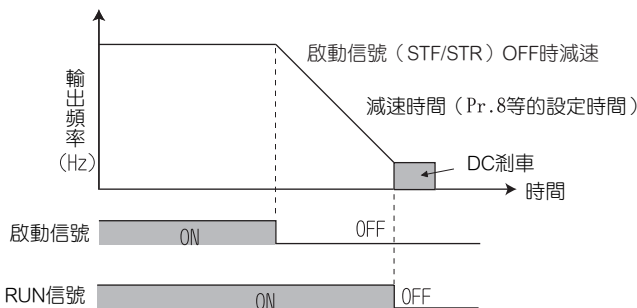 啟動信號（STF/STR）OFF時減速
輸出頻率
(Hz)
減速時間（Pr.8等的設定時間）
DC剎車
時間
啟動信號
ON
OFF
RUN信號
ON
OFF